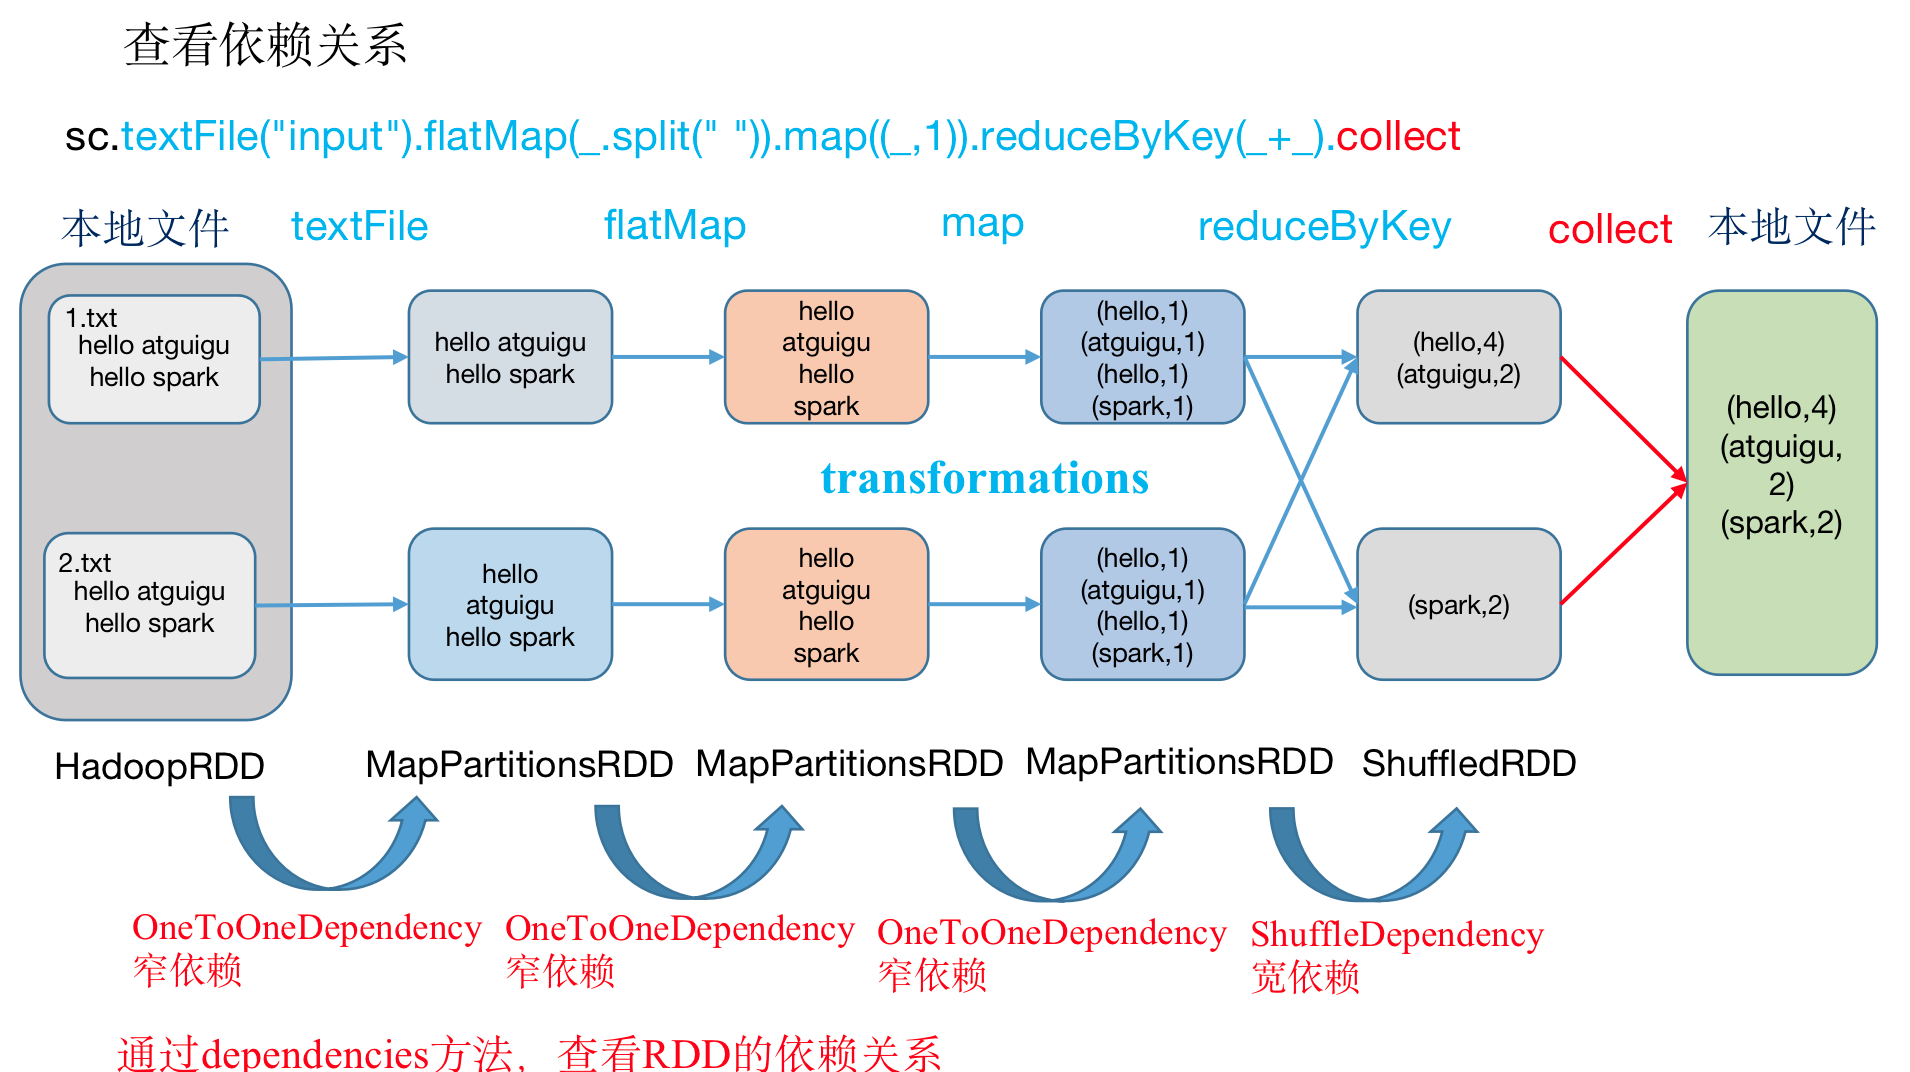 查看依赖关系
sc.textFile("input").flatMap(_.split(" ")).map((_,1)).reduceByKey(_+_).collect
本地文件
textFile
flatMap
map
reduceByKey
collect
本地文件
1.txt
hello atguigu
hello spark
hello atguigu
hello spark
hello
atguigu
hello
spark
(hello,1)
(atguigu,1)
(hello,1)
(spark,1)
(hello,4)
(atguigu,2)
(hello,4)
(atguigu,
2)
(spark,2)
transformations
2.txt
hello atguigu
hello spark
hello
atguigu
hello spark
hello
atguigu
hello
spark
(hello,1)
(atguigu,1)
(hello,1)
(spark,1)
(spark,2)
HadoopRDD
MapPartitionsRDD
MapPartitionsRDD
MapPartitionsRDD
ShuffledRDD
OneToOneDependency
窄依赖
OneToOneDependency
窄依赖
OneToOneDependency
窄依赖
ShuffleDependency
宽依赖
通过dependencies方法，查看RDD的依赖关系